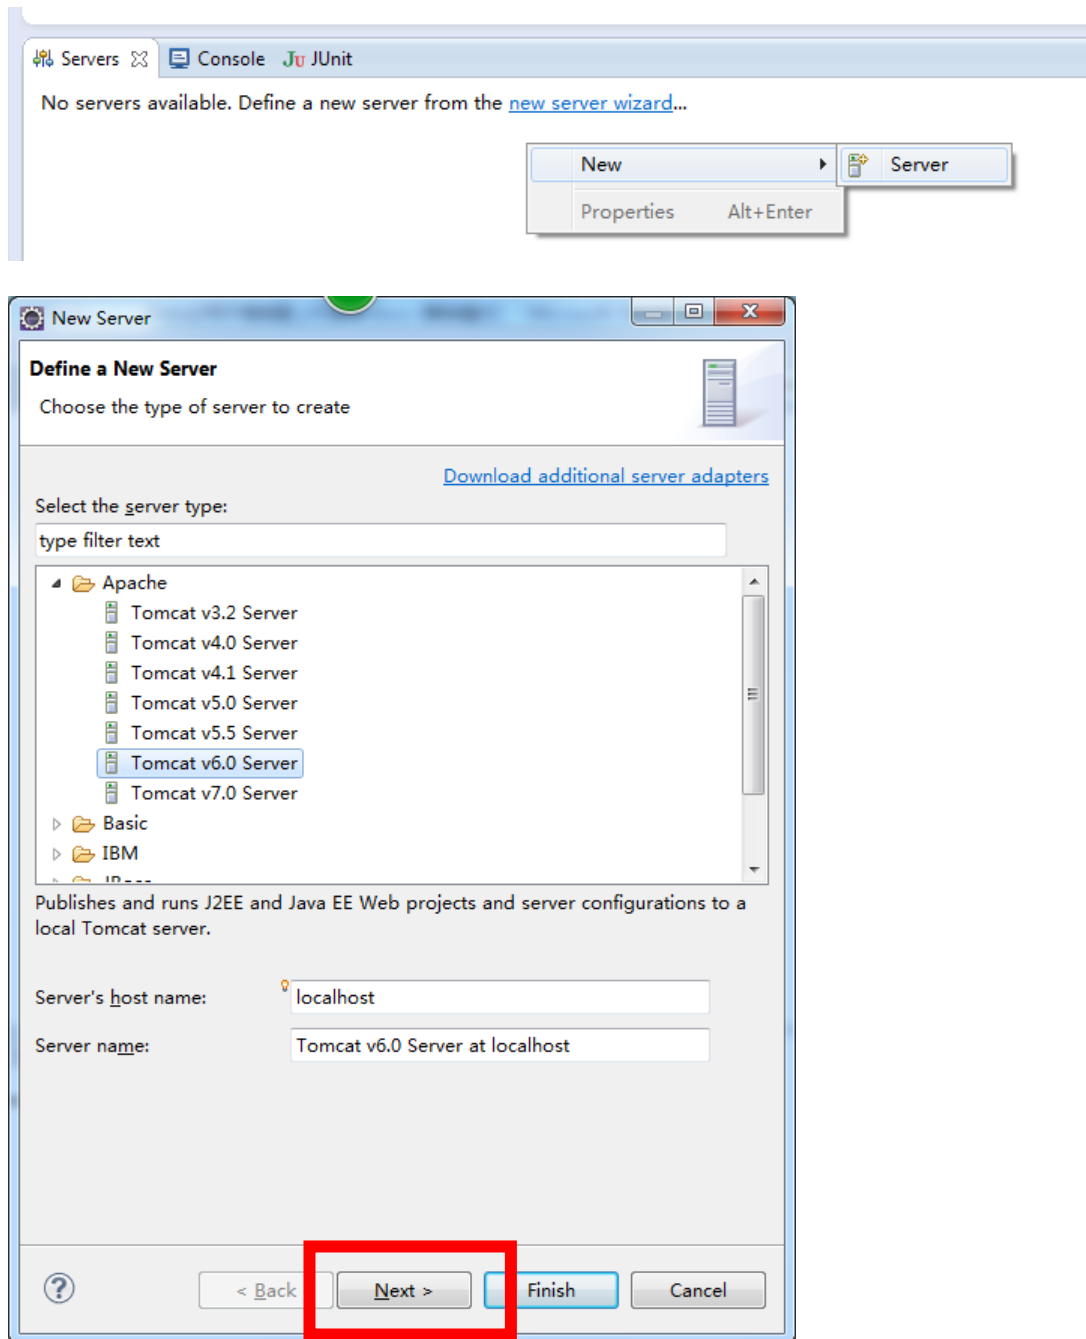 Servers Console Ju JUnit
No servers available. Define a new server from the new server wizard...
New Server
Properties Alt+Enter
New Server
Define a New Server
Choose the type of server to create
Download additional server adapters
Select the server type:
type filter text
Apache
Tomcat v3.2 Server
Tomcat v4.0 Server
Tomcat v4.1 Server
Tomcat v5.0 Server
Tomcat v5.5 Server
Tomcat v6.0 Server
Tomcat v7.0 Server
Basic
IBM
Publishes and runs J2EE and Java EE Web projects and server configurations to a
local Tomcat server.
Server's host name: localhost
Server name: Tomcat v6.0 Server at localhost
? < Back Next > Finish Cancel